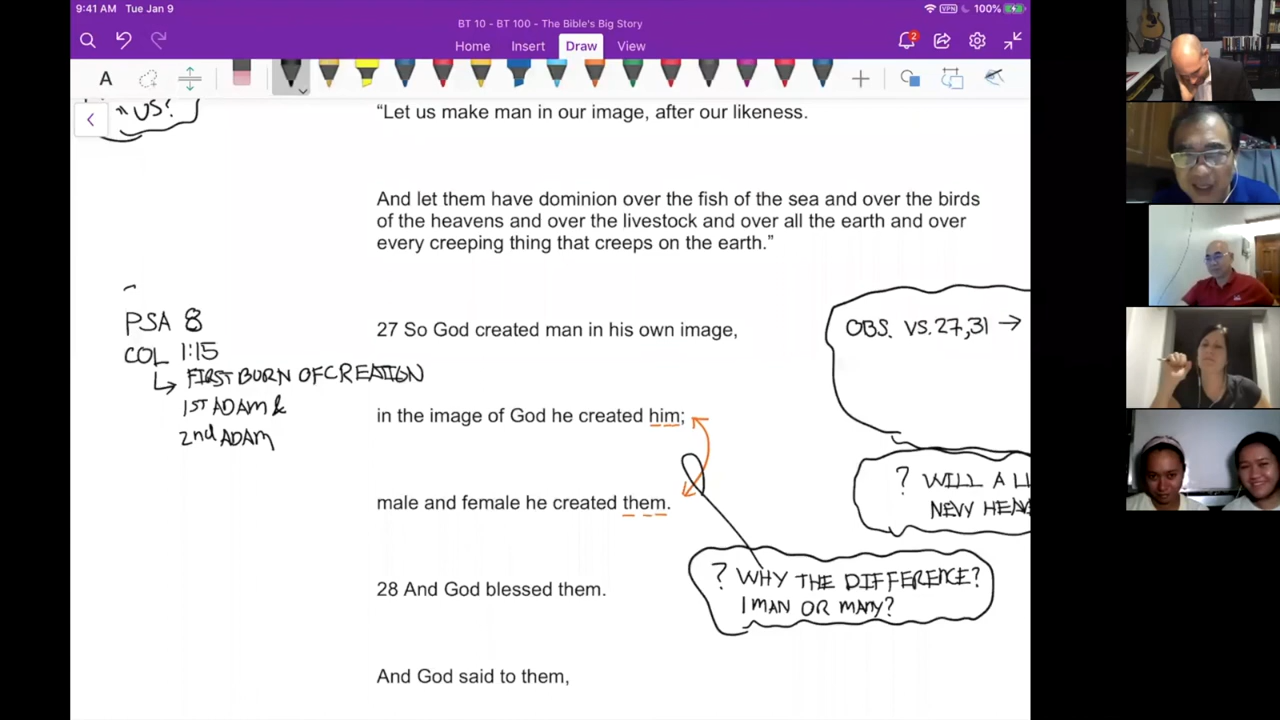 9:41 AM Tue Jan 9
VPN 100%
BT 10 - BT 100 - The Bible's Big Story
Home Insert Draw View
2
A
US?
“Let us make man in our image, after our likeness.
And let them have dominion over the fish of the sea and over the birds
of the heavens and over the livestock and over all the earth and over
every creeping thing that creeps on the earth.”
PSA 8
COL 1:15
FIRST BORN OF CREATION
1ST ADAM &
2nd ADAM
27 So God created man in his own image,
OBS. VS. 27,31 →
in the image of God he created him;
male and female he created them.
? WILL A
NEW
? WHY THE DIFFERENCE?
1 MAN OR MANY?
28 And God blessed them.
And God said to them,